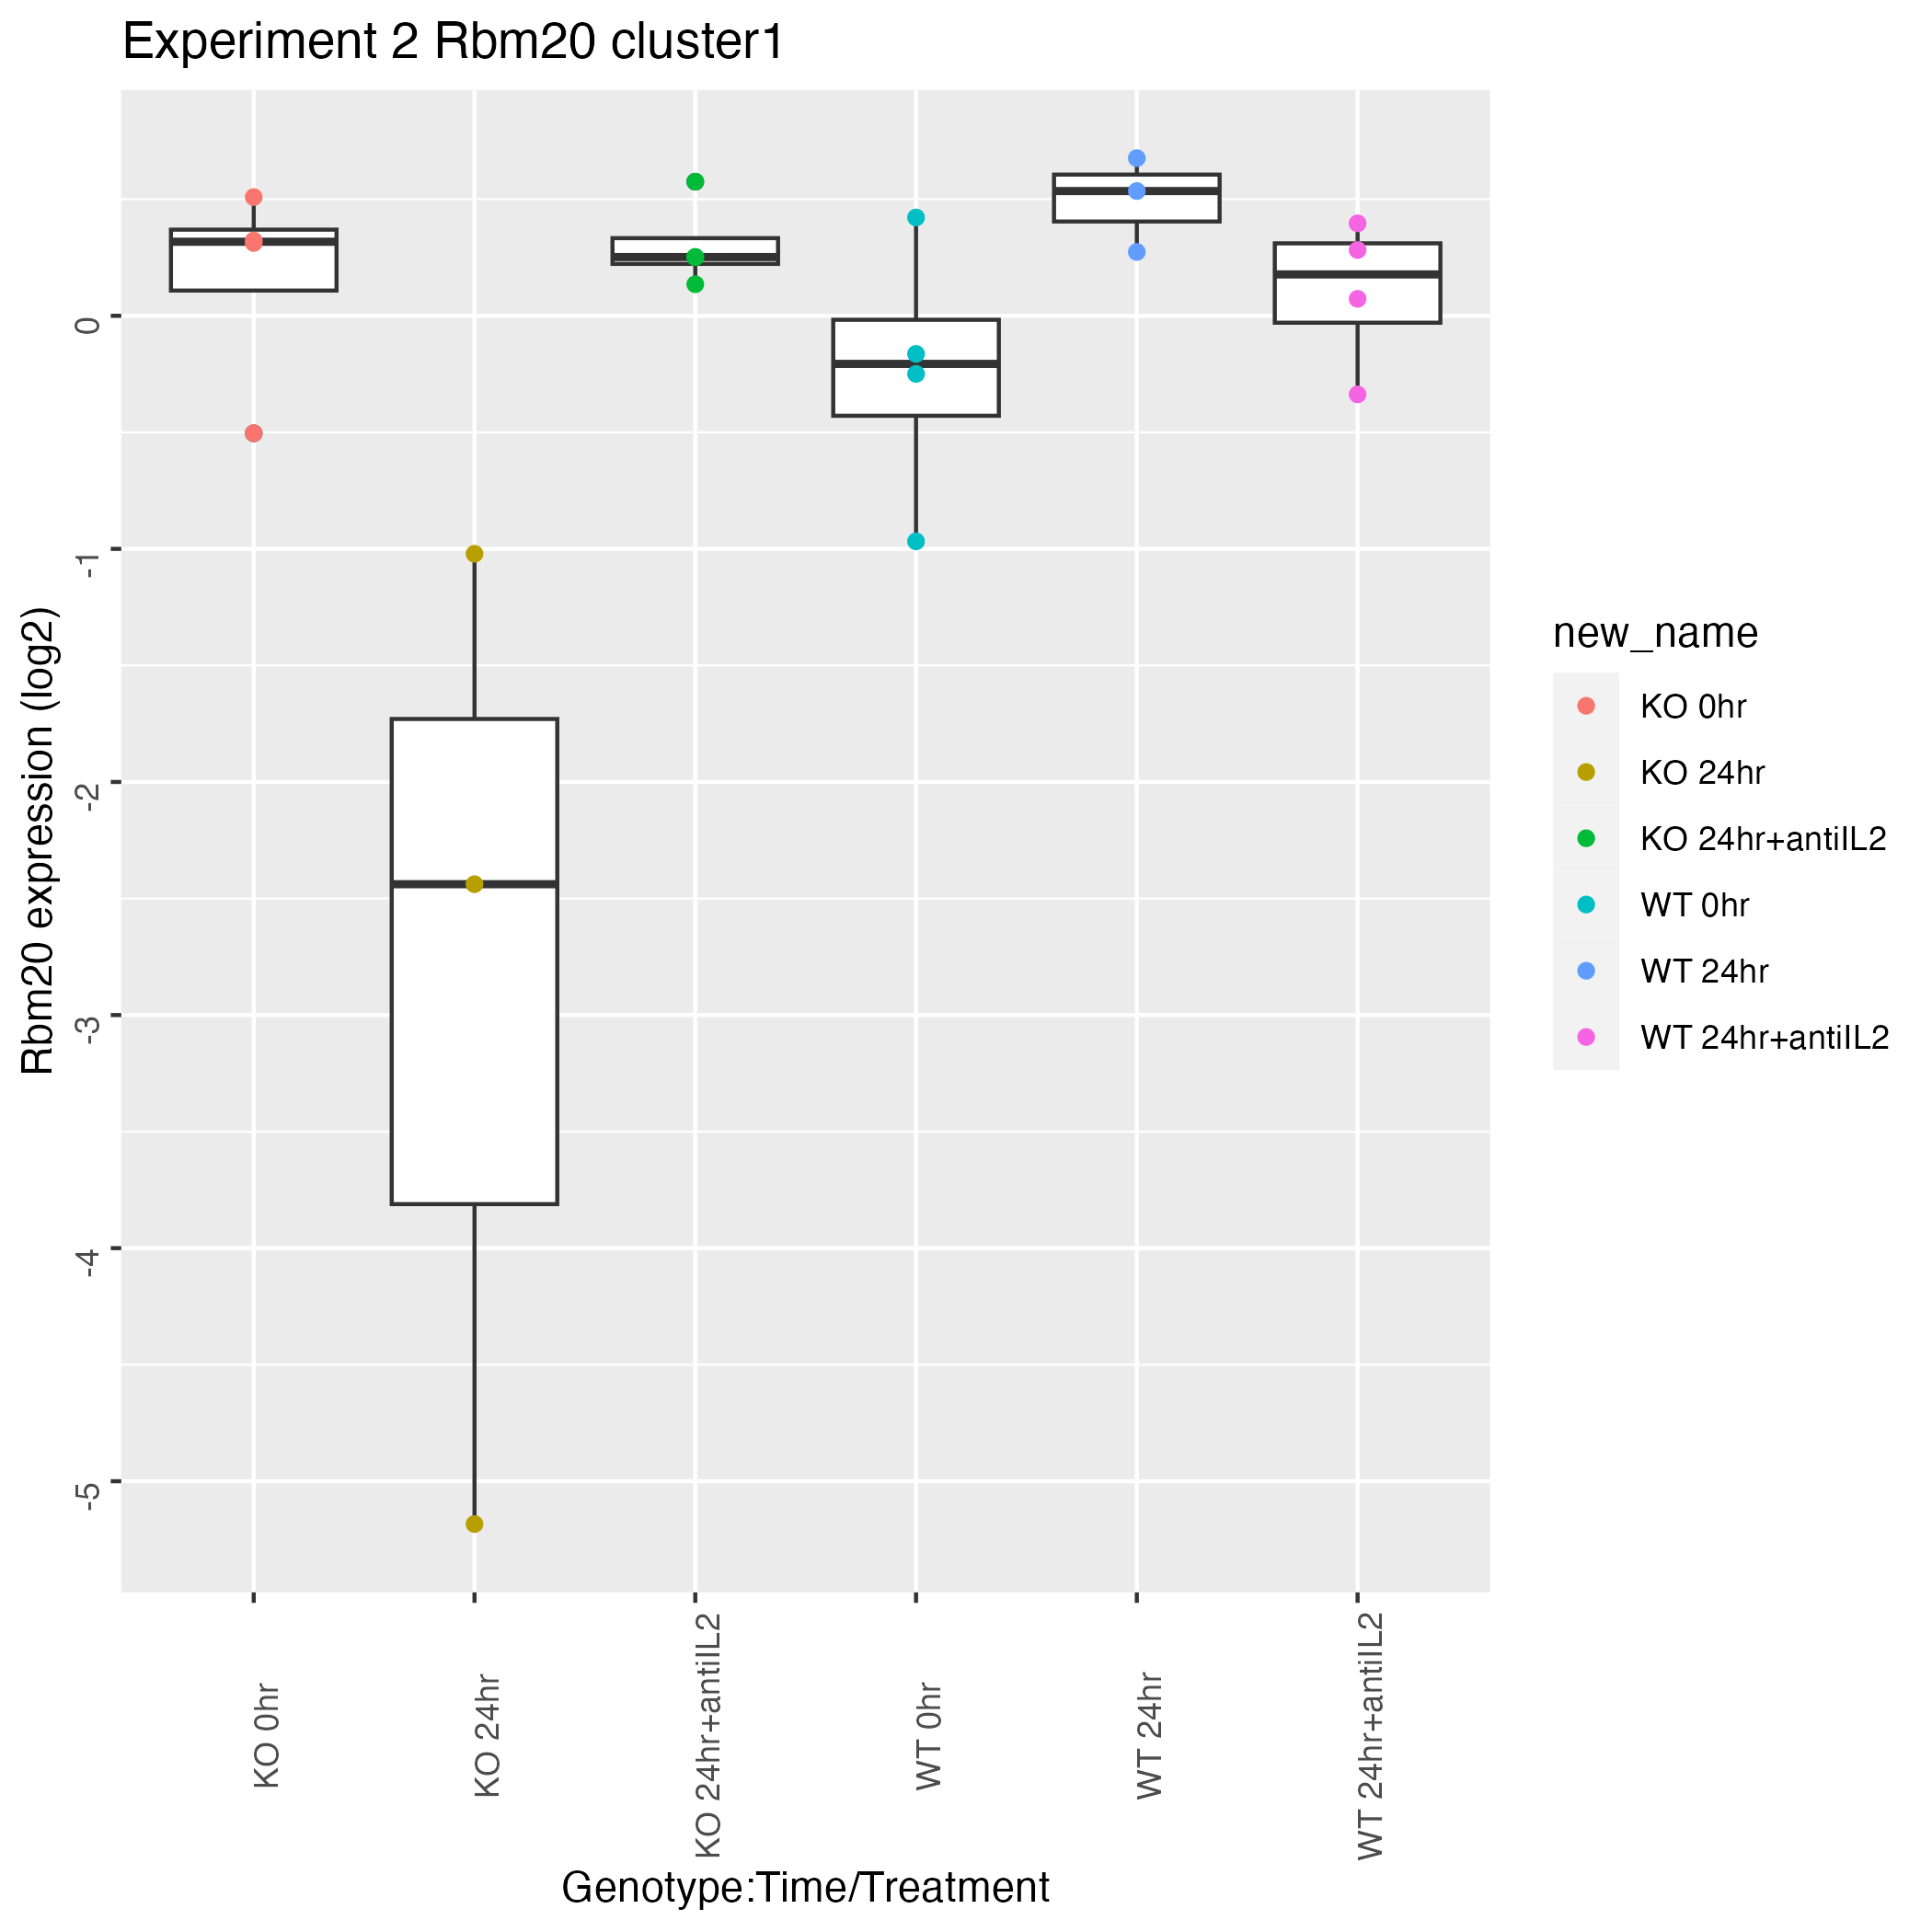 Experiment 2 Rbm20 cluster1
Rbm20 expression (log2)
0
-1
-2
-3
-4
-5
KO 0hr
KO 24hr
KO 24hr+antiIL2
WT 0hr
WT 24hr
WT 24hr+antiIL2
Genotype:Time/Treatment
new_name
KO 0hr
KO 24hr
KO 24hr+antiIL2
WT 0hr
WT 24hr
WT 24hr+antiIL2